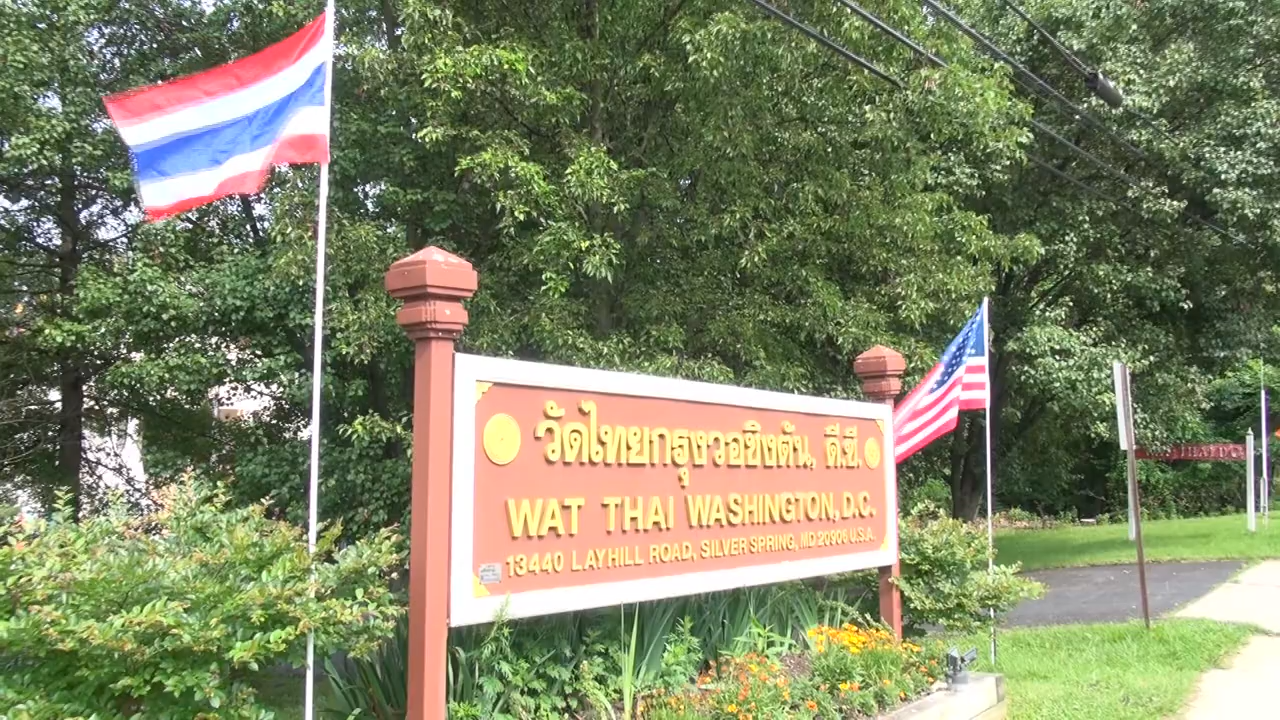 วัดไทยกรุงวอชิงตัน, ดี.ซี.
WAT THAI WASHINGTON, D.C.
13440 LAYHILL ROAD, SILVER SPRING, MD 20906 U.S.A.